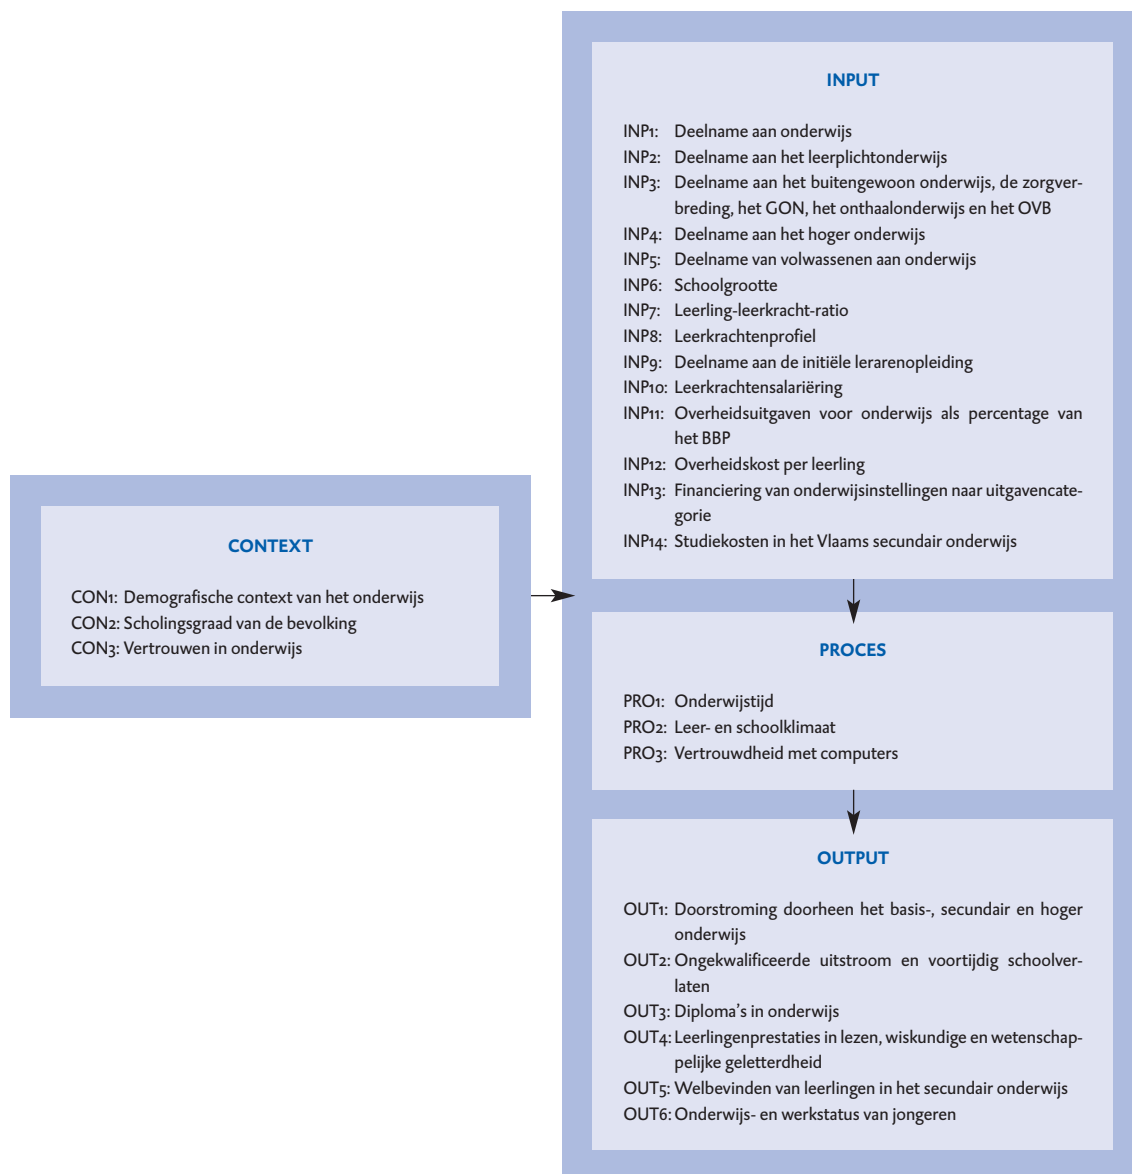 CONTEXT
CON1: Demografische context van het onderwijs
CON2: Scholingsgraad van de bevolking
CON3: Vertrouwen in onderwijs
INPUT
INP1: Deelname aan onderwijs
INP2: Deelname aan het leerplichtonderwijs
INP3: Deelname aan het buitengewoon onderwijs, de zorgver-
breding, het GON, het onthaalonderwijs en het OVB
INP4: Deelname aan het hoger onderwijs
INP5: Deelname van volwassenen aan onderwijs
INP6: Schoolgrootte
INP7: Leerling-leerkracht-ratio
INP8: Leerkrachtenprofiel
INP9: Deelname aan de initiële lerarenopleiding
INP10: Leerkrachtensalariëring
INP11: Overheidsuitgaven voor onderwijs als percentage van
het BBP
INP12: Overheidskost per leerling
INP13: Financiering van onderwijsinstellingen naar uitgavencate-
gorie
INP14: Studiekosten in het Vlaams secundair onderwijs
PROCES
PRO1: Onderwijstijd
PRO2: Leer- en schoolklimaat
PRO3: Vertrouwdheid met computers
OUTPUT
OUT1: Doorstroming doorheen het basis-, secundair en hoger
onderwijs
OUT2: Ongekwalificeerde uitstroom en voortijdig schoolver-
laten
OUT3: Diploma's in onderwijs
OUT4: Leerlingenprestaties in lezen, wiskundige en wetenschap-
pelijke geletterdheid
OUT5: Welbevinden van leerlingen in het secundair onderwijs
OUT6: Onderwijs- en werkstatus van jongeren